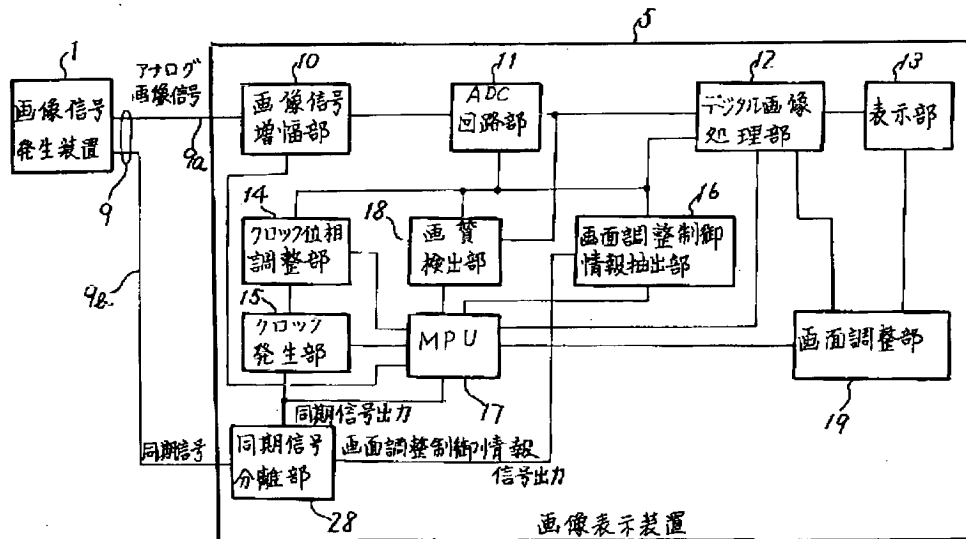 5
1
画像信号
発生装置
アナログ
画像信号
9
9a
10
画像信号
増幅部
11
ADC
回路部
12
デジタル画像
処理部
13
表示部
14
クロック位相
調整部
18
画質
検出部
16
画面調整制御
情報抽出部
15
クロック
発生部
MPU
17
画面調整部
19
9b
同期信号
同期信号出力
同期信号
分離部
28
画面調整制御情報
信号出力
画像表示装置